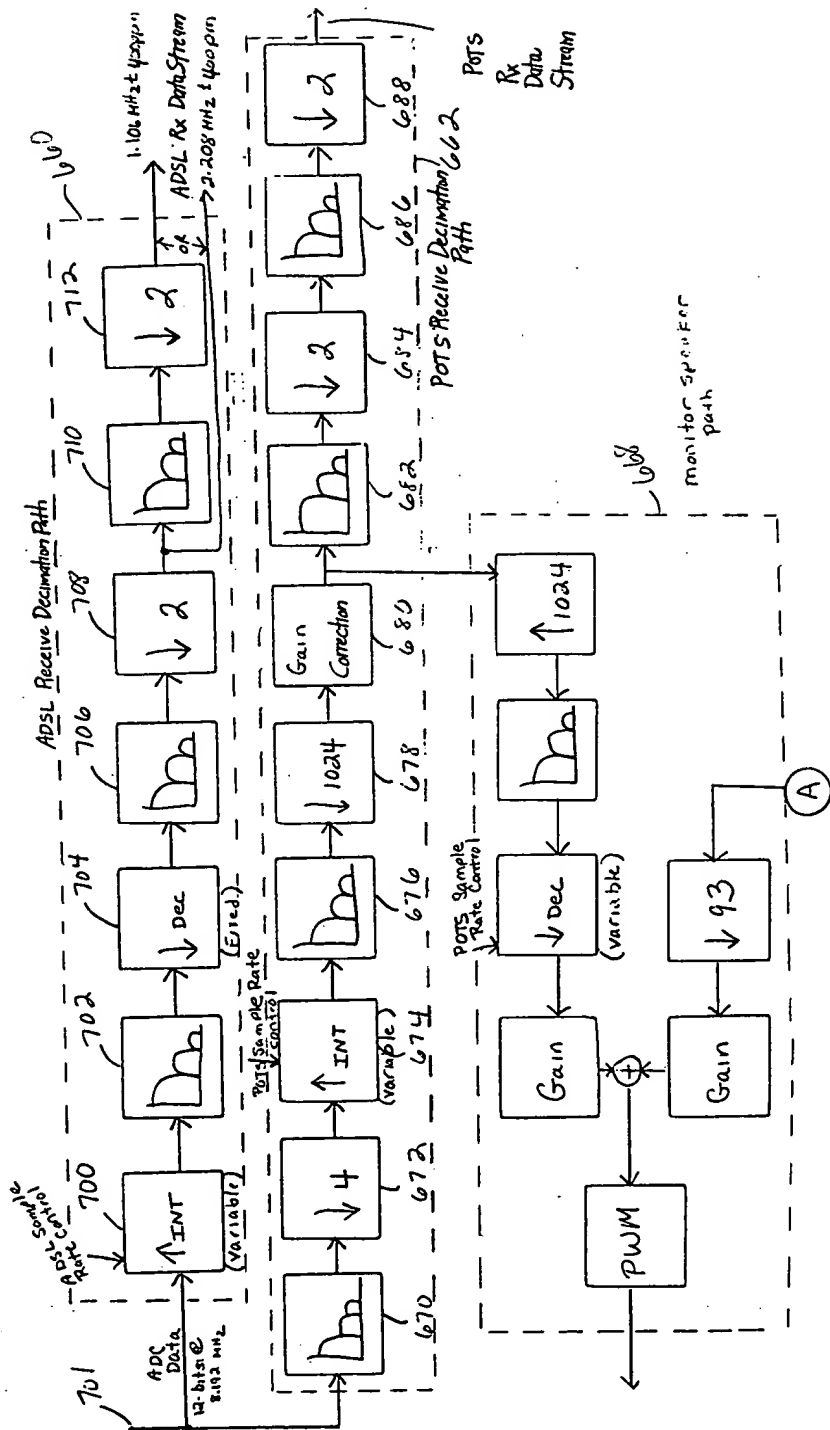 1.106 MHz ± 400ppm
ADSL Rx Data Stream
2.208 MHz ± 400ppm
↑
OR
↓
660
712
↓ 2
710
708
↓ 2
706
704
↓ Dec
(Fixed)
702
700
↑ INT
(Variable)
ADSL Sample
Rate Control
ADSL Receive Decimation Path
701
ADC
Data
12-bits @
8.192 MHz
670
↓ 4
672
POTS Sample Rate
Control
↑ INT
(variable)
674
676
↓ 1024
678
Gain
Correction
680
682
↓ 2
684
686
↓ 2
688
POTS Receive Decimation
Path
662
POTS
Rx
Data
Stream
668
monitor speaker
path
↑ 1024
POTS Sample
Rate Control
↓ Dec
(variable)
Gain
+
PWM
Gain
↓ 93
A